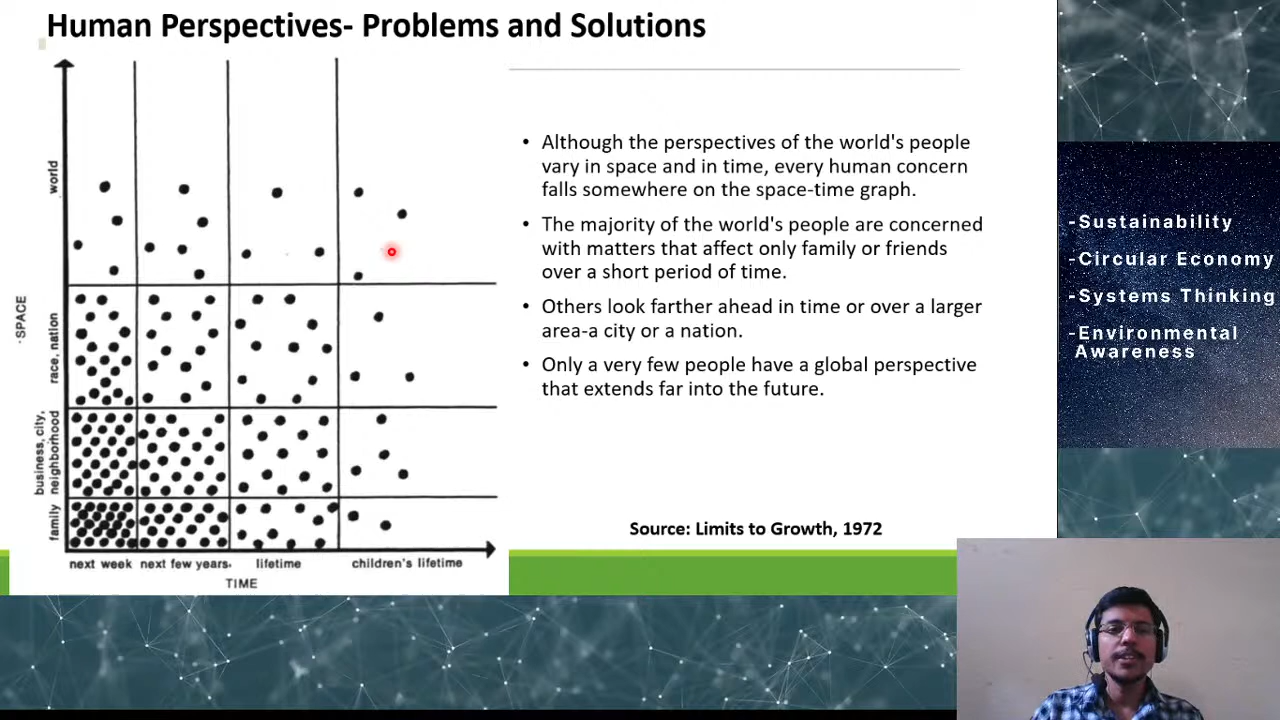 Human Perspectives- Problems and Solutions
world
race, nation
business, city,
neighborhood
family
SPACE
next week next few years. lifetime children's lifetime
TIME
• Although the perspectives of the world's people
vary in space and in time, every human concern
falls somewhere on the space-time graph.
• The majority of the world's people are concerned
with matters that affect only family or friends
over a short period of time.
• Others look farther ahead in time or over a larger
area-a city or a nation.
• Only a very few people have a global perspective
that extends far into the future.
Source: Limits to Growth, 1972
-Sustainability
-Circular Economy
-Systems Thinking
-Environmental
Awareness